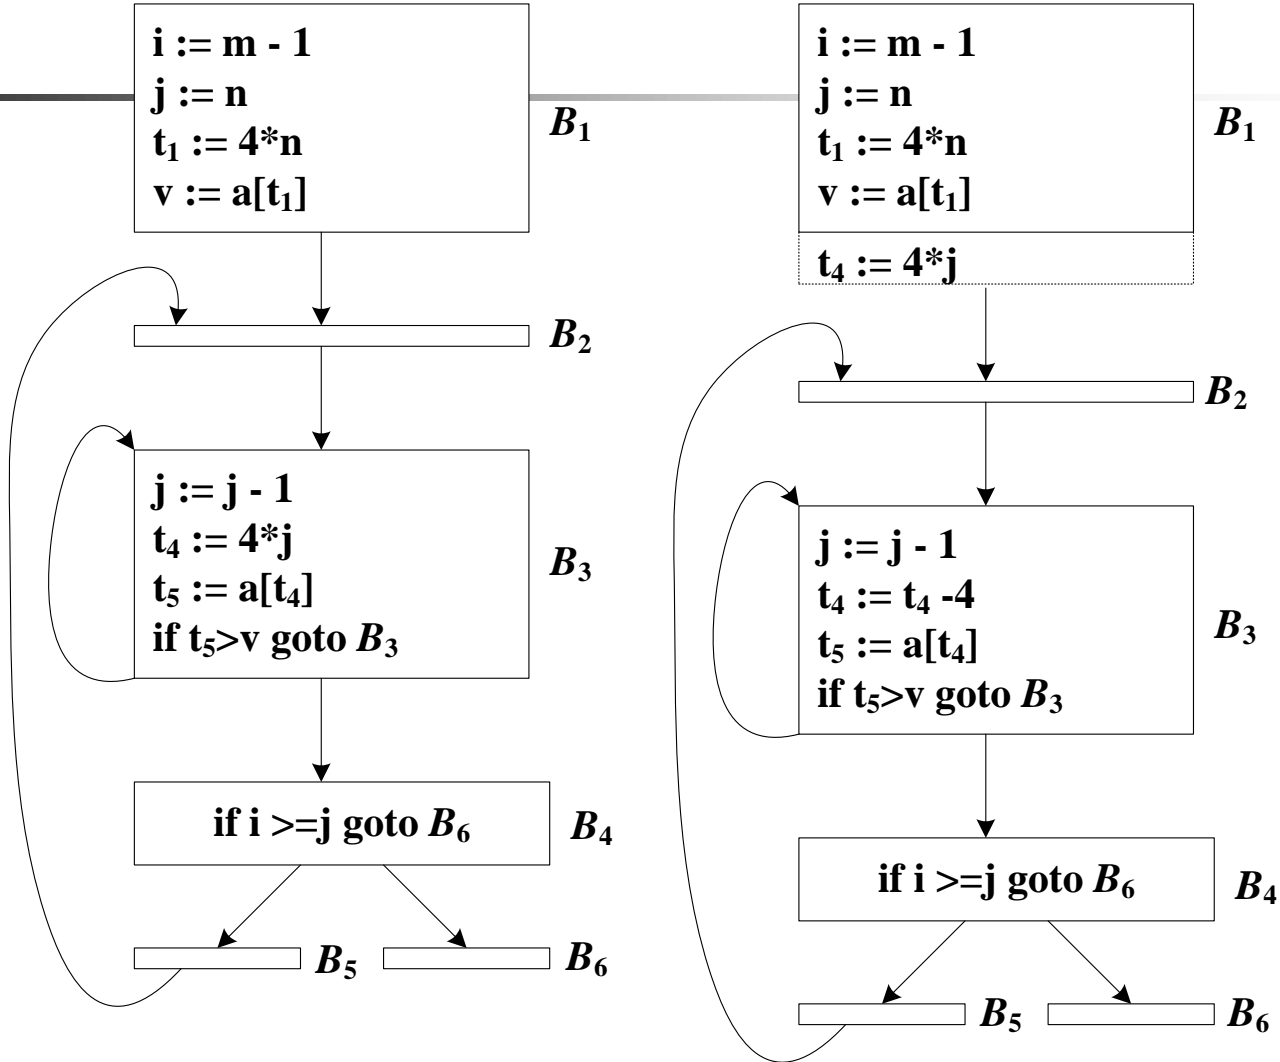 i := m - 1
j := n
t₁ := 4*n
v := a[t₁]
B₁
B₂
j := j - 1
t₄ := 4*j
t₅ := a[t₄]
if t₅>v goto B₃
B₃
if i >=j goto B₆
B₄
B₅
B₆
i := m - 1
j := n
t₁ := 4*n
v := a[t₁]
B₁
t₄ := 4*j
B₂
j := j - 1
t₄ := t₄ -4
t₅ := a[t₄]
if t₅>v goto B₃
B₃
if i >=j goto B₆
B₄
B₅
B₆